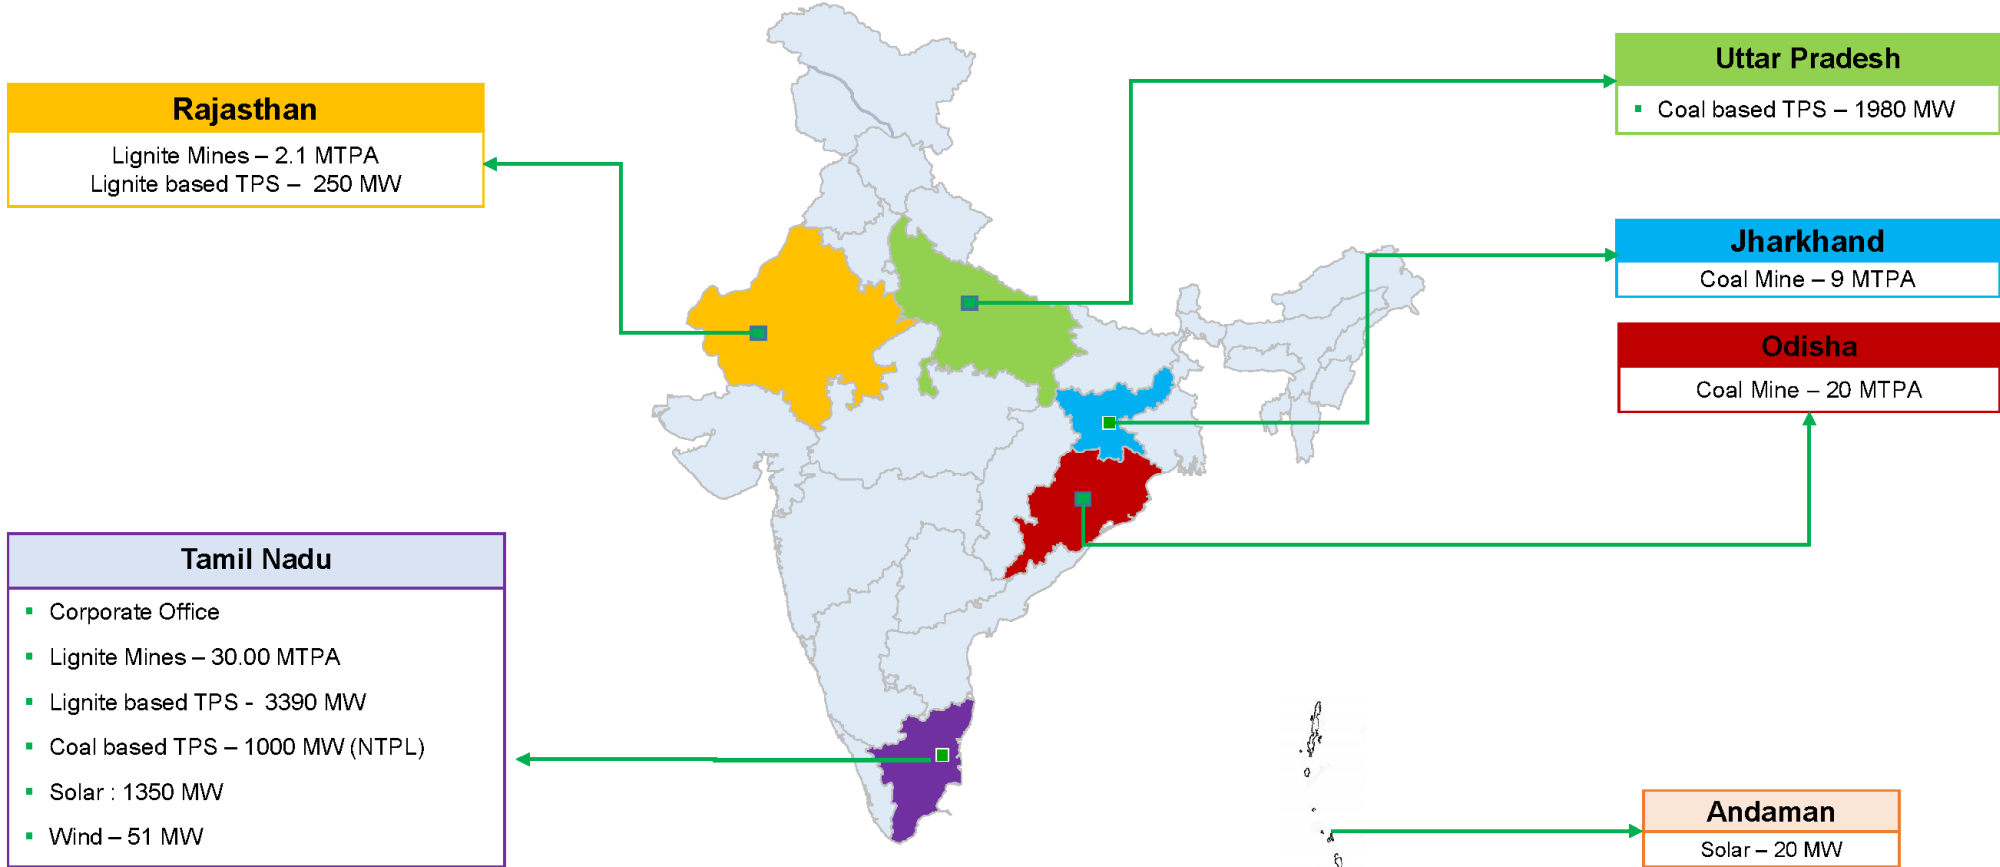 Rajasthan
Lignite Mines – 2.1 MTPA
Lignite based TPS –  250 MW
Uttar Pradesh
▪ Coal based TPS – 1980 MW
Jharkhand
Coal Mine – 9 MTPA
Odisha
Coal Mine – 20 MTPA
Tamil Nadu
▪ Corporate Office
▪ Lignite Mines – 30.00 MTPA
▪ Lignite based TPS -  3390 MW
▪ Coal based TPS – 1000 MW (NTPL)
▪ Solar : 1350 MW
▪ Wind – 51 MW
Andaman
Solar – 20 MW